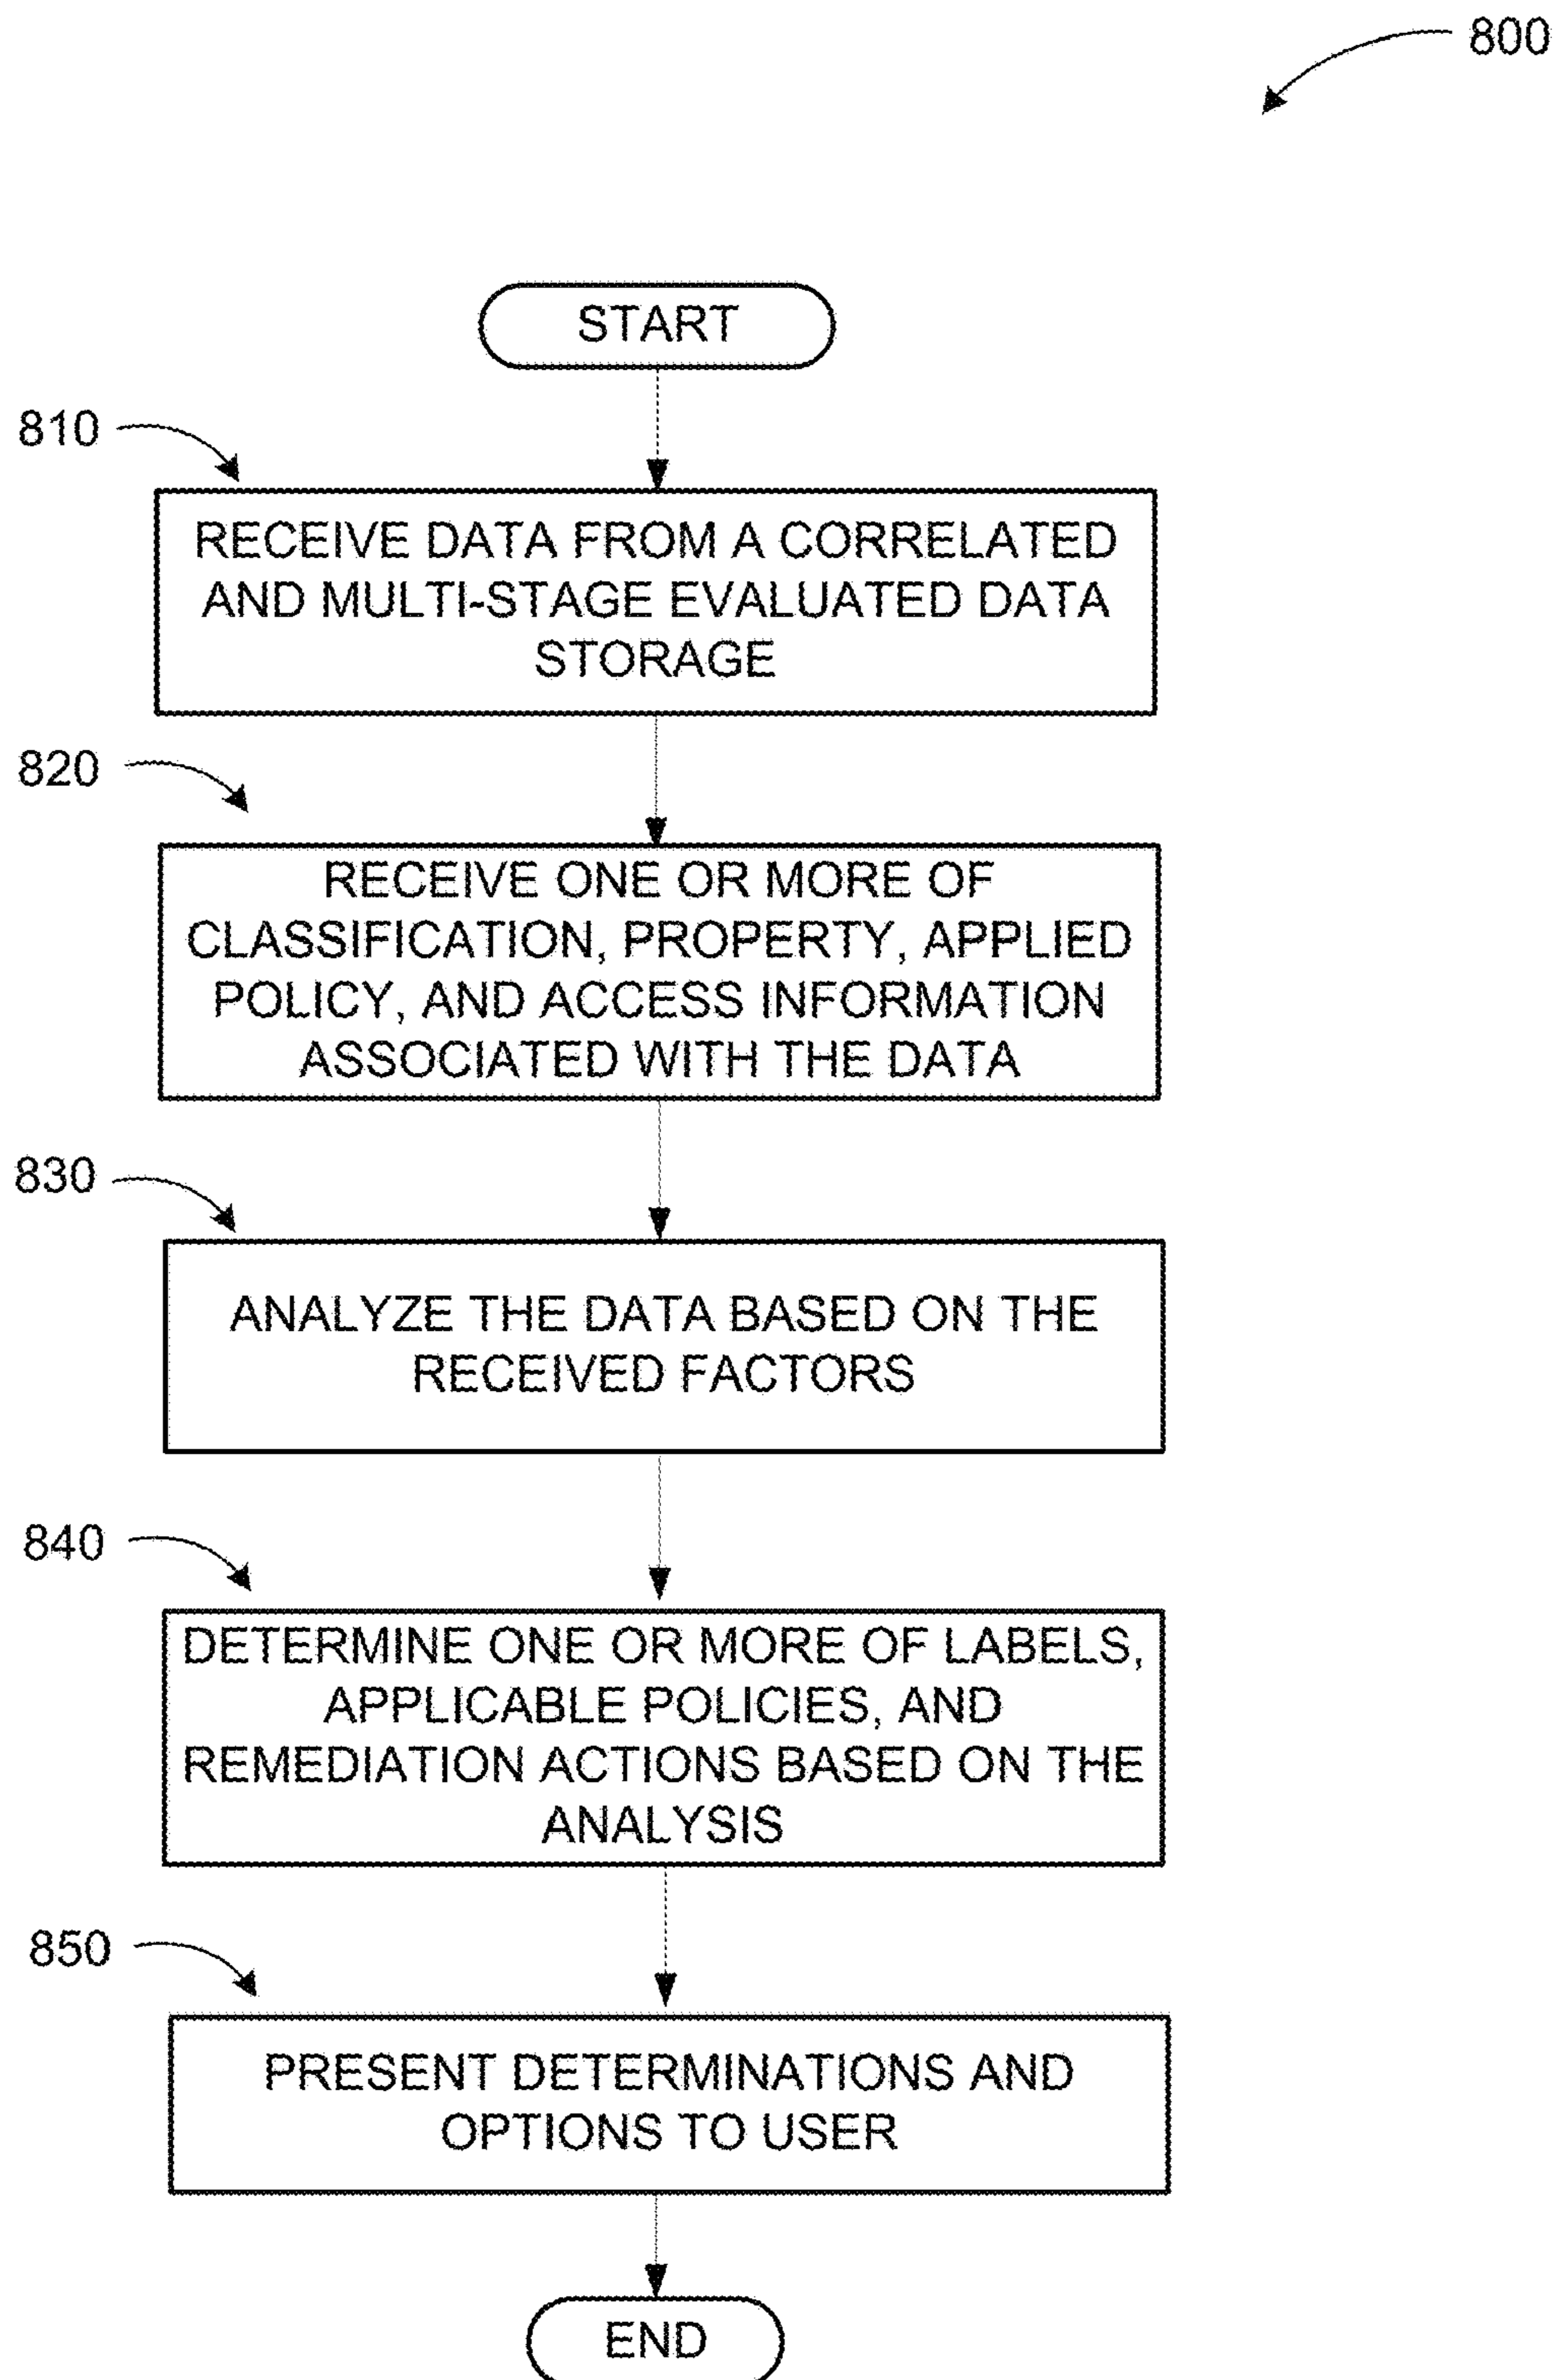 800
START
810
RECEIVE DATA FROM A CORRELATED
AND MULTI-STAGE EVALUATED DATA
STORAGE
820
RECEIVE ONE OR MORE OF
CLASSIFICATION, PROPERTY, APPLIED
POLICY, AND ACCESS INFORMATION
ASSOCIATED WITH THE DATA
830
ANALYZE THE DATA BASED ON THE
RECEIVED FACTORS
840
DETERMINE ONE OR MORE OF LABELS,
APPLICABLE POLICIES, AND
REMEDIATION ACTIONS BASED ON THE
ANALYSIS
850
PRESENT DETERMINATIONS AND
OPTIONS TO USER
END